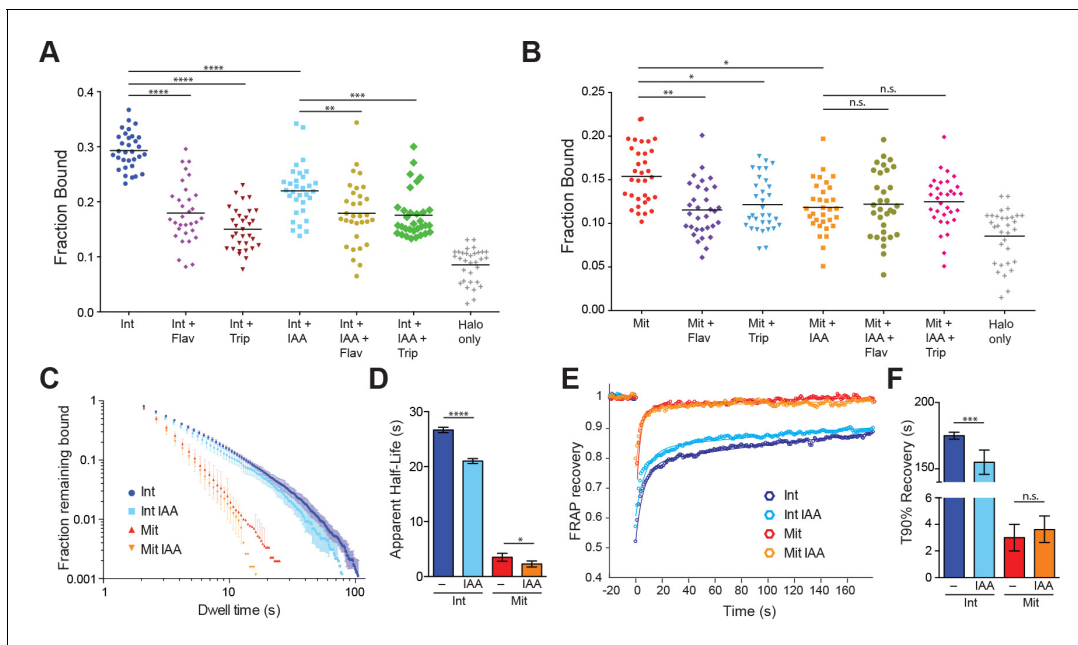 A
Fraction Bound
0.4
0.3
0.2
0.1
0.0
****
****
****
***
**
Int
Int +
Flav
Int +
Trip
Int +
IAA
Int +
IAA +
Flav
Int +
IAA +
Trip
Halo
only
B
Fraction Bound
0.25
0.20
0.15
0.10
0.05
0.00
*
*
**
n.s.
n.s.
Mit
Mit +
Flav
Mit +
Trip
Mit +
IAA
Mit +
IAA +
Flav
Mit +
IAA +
Trip
Halo
only
C
Fraction remaining bound
1
0.1
0.01
0.001
Int
Int IAA
Mit
Mit IAA
1
10
100
Dwell time (s)
D
Apparent Half-Life (s)
30
20
10
0
****
*
–
IAA
–
IAA
Int
Mit
E
FRAP recovery
1
0.9
0.8
0.7
0.6
0.5
0.4
Int
Int IAA
Mit
Mit IAA
-20
0
20
40
60
80
100
120
140
160
Time (s)
F
T90% Recovery (s)
200
150
6
4
2
0
***
n.s.
–
IAA
–
IAA
Int
Mit